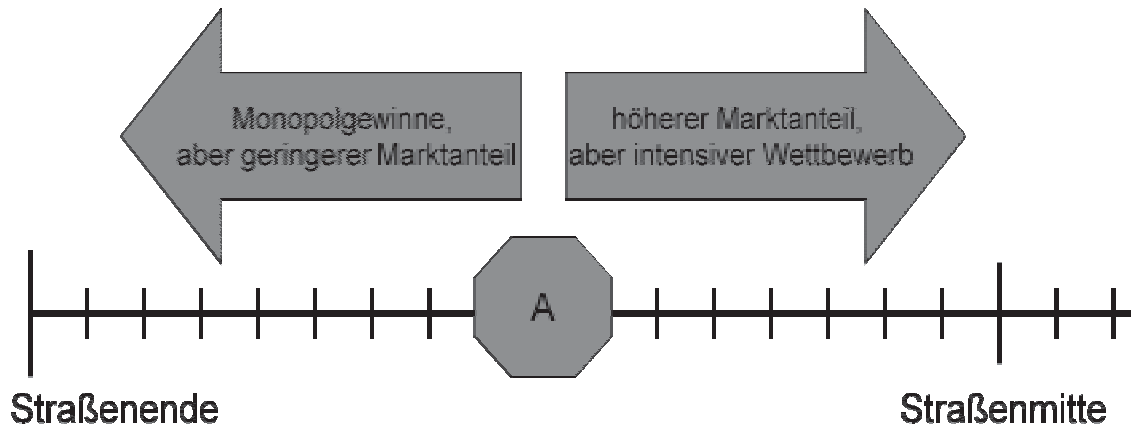 Monopolgewinne,
aber geringerer Marktanteil
höherer Marktanteil,
aber intensiver Wettbewerb
A
Straßenende
Straßenmitte